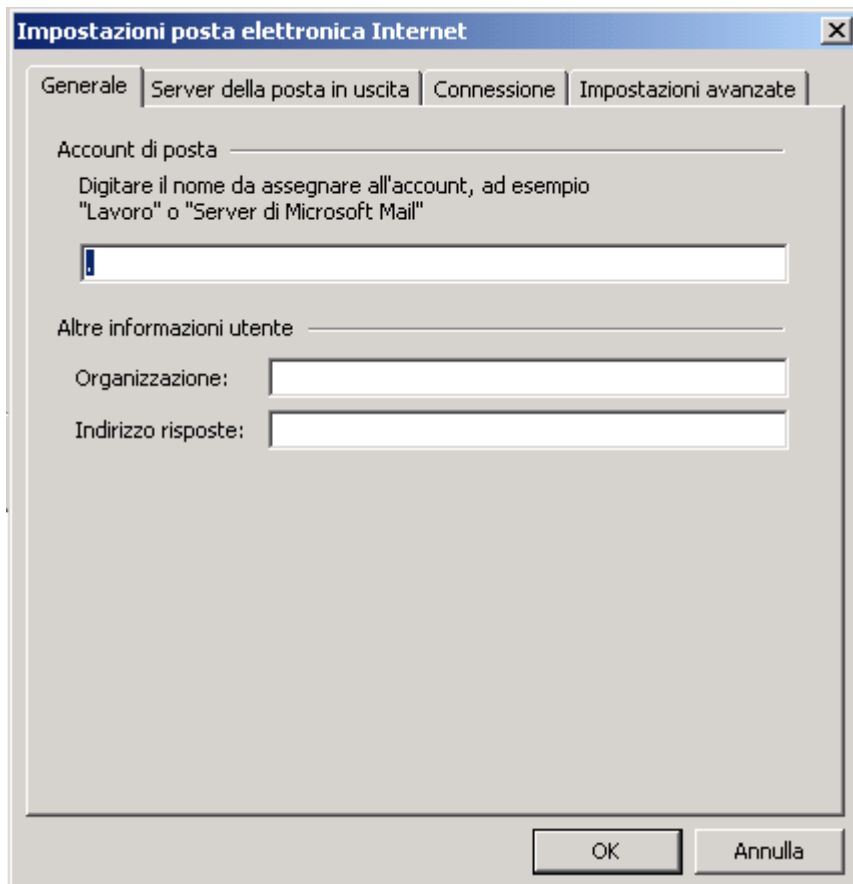 Impostazioni posta elettronica Internet
Generale Server della posta in uscita Connessione Impostazioni avanzate
Account di posta
Digitare il nome da assegnare all'account, ad esempio
"Lavoro" o "Server di Microsoft Mail"
.
Altre informazioni utente
Organizzazione:
Indirizzo risposte:
OK Annulla